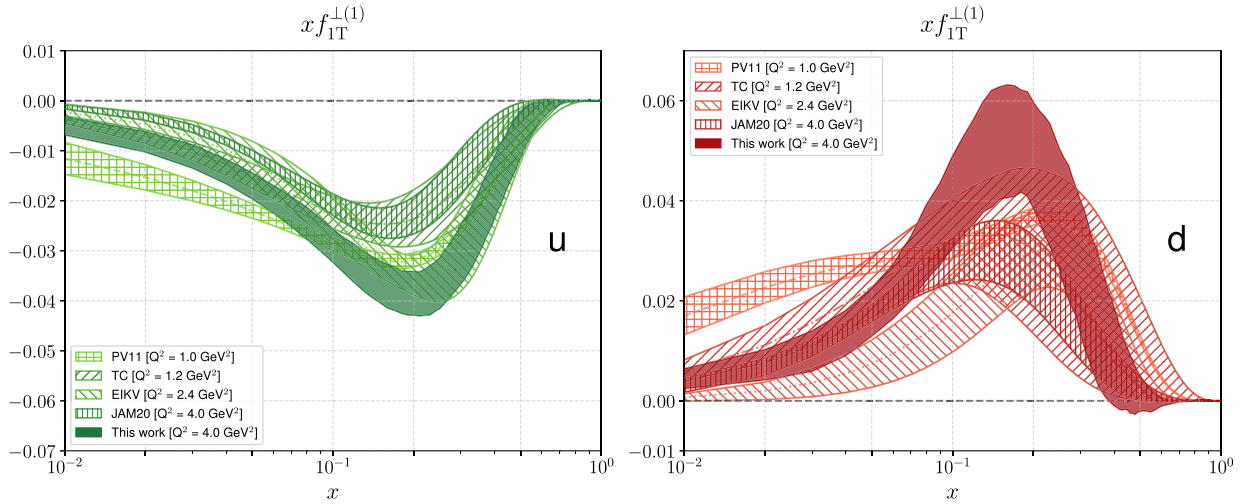 xf_{1T}^{⊥(1)}
0.01
0.00
−0.01
−0.02
−0.03
−0.04
−0.05
−0.06
−0.07
u
PV11 [Q² = 1.0 GeV²]
TC [Q² = 1.2 GeV²]
EIKV [Q² = 2.4 GeV²]
JAM20 [Q² = 4.0 GeV²]
This work [Q² = 4.0 GeV²]
10⁻² 10⁻¹ 10⁰
x
xf_{1T}^{⊥(1)}
0.06
0.04
0.02
0.00
−0.01
PV11 [Q² = 1.0 GeV²]
TC [Q² = 1.2 GeV²]
EIKV [Q² = 2.4 GeV²]
JAM20 [Q² = 4.0 GeV²]
This work [Q² = 4.0 GeV²]
d
10⁻² 10⁻¹ 10⁰
x